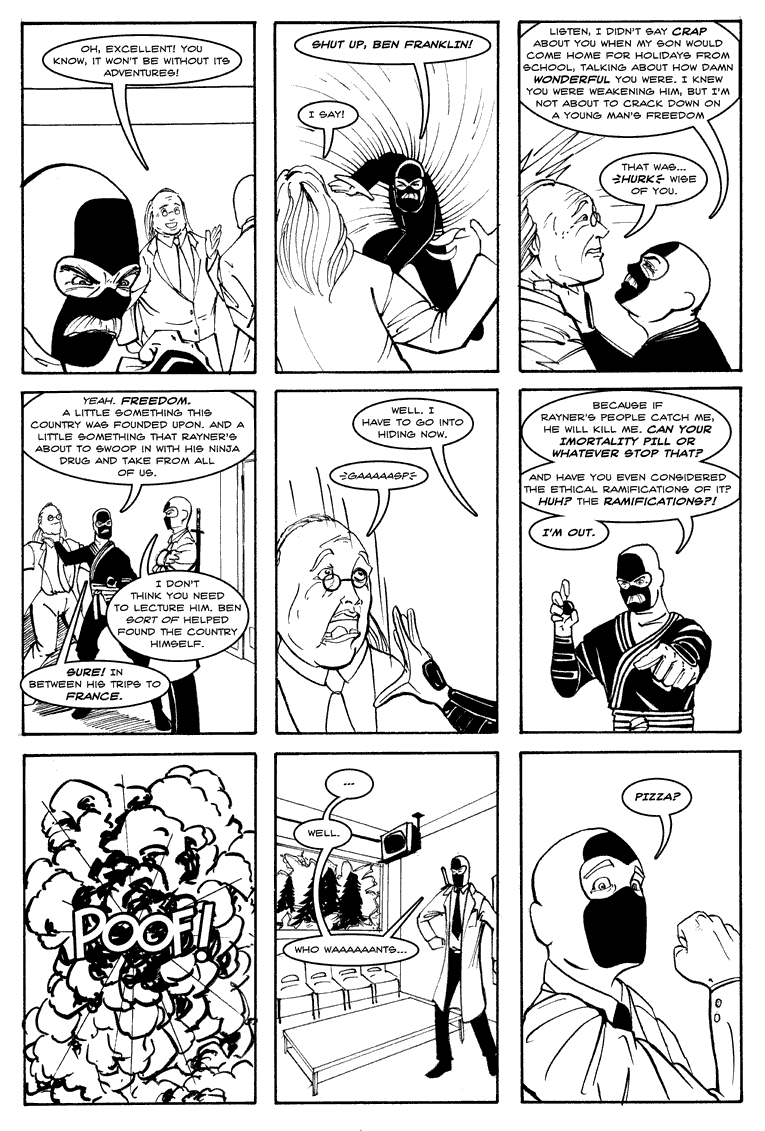 OH, EXCELLENT! YOU
KNOW, IT WON'T BE WITHOUT ITS
ADVENTURES!
SHUT UP, BEN FRANKLIN!
I SAY!
LISTEN, I DIDN'T SAY CRAP
ABOUT YOU WHEN MY SON WOULD
COME HOME FOR HOLIDAYS FROM
SCHOOL, TALKING ABOUT HOW DAMN
WONDERFUL YOU WERE. I KNEW
YOU WERE WEAKENING HIM, BUT I'M
NOT ABOUT TO CRACK DOWN ON
A YOUNG MAN'S FREEDOM
THAT WAS...
HURK WISE
OF YOU.
YEAH. FREEDOM.
A LITTLE SOMETHING THIS
COUNTRY WAS FOUNDED UPON. AND A
LITTLE SOMETHING THAT RAYNER'S
ABOUT TO SWOOP IN WITH HIS NINJA
DRUG AND TAKE FROM ALL
OF US.
I DON'T
THINK YOU NEED
TO LECTURE HIM. BEN
SORT OF HELPED
FOUND THE COUNTRY
HIMSELF.
SURE! IN
BETWEEN HIS TRIPS TO
FRANCE.
WELL. I
HAVE TO GO INTO
HIDING NOW.
GAAAAASP
BECAUSE IF
RAYNER'S PEOPLE CATCH ME,
HE WILL KILL ME. CAN YOUR
IMORTALITY PILL OR
WHATEVER STOP THAT?
AND HAVE YOU EVEN CONSIDERED
THE ETHICAL RAMIFICATIONS OF IT?
HUH? THE RAMIFICATIONS?!
I'M OUT.
POOF!
...
WELL.
WHO WAAAAAANTS...
PIZZA?